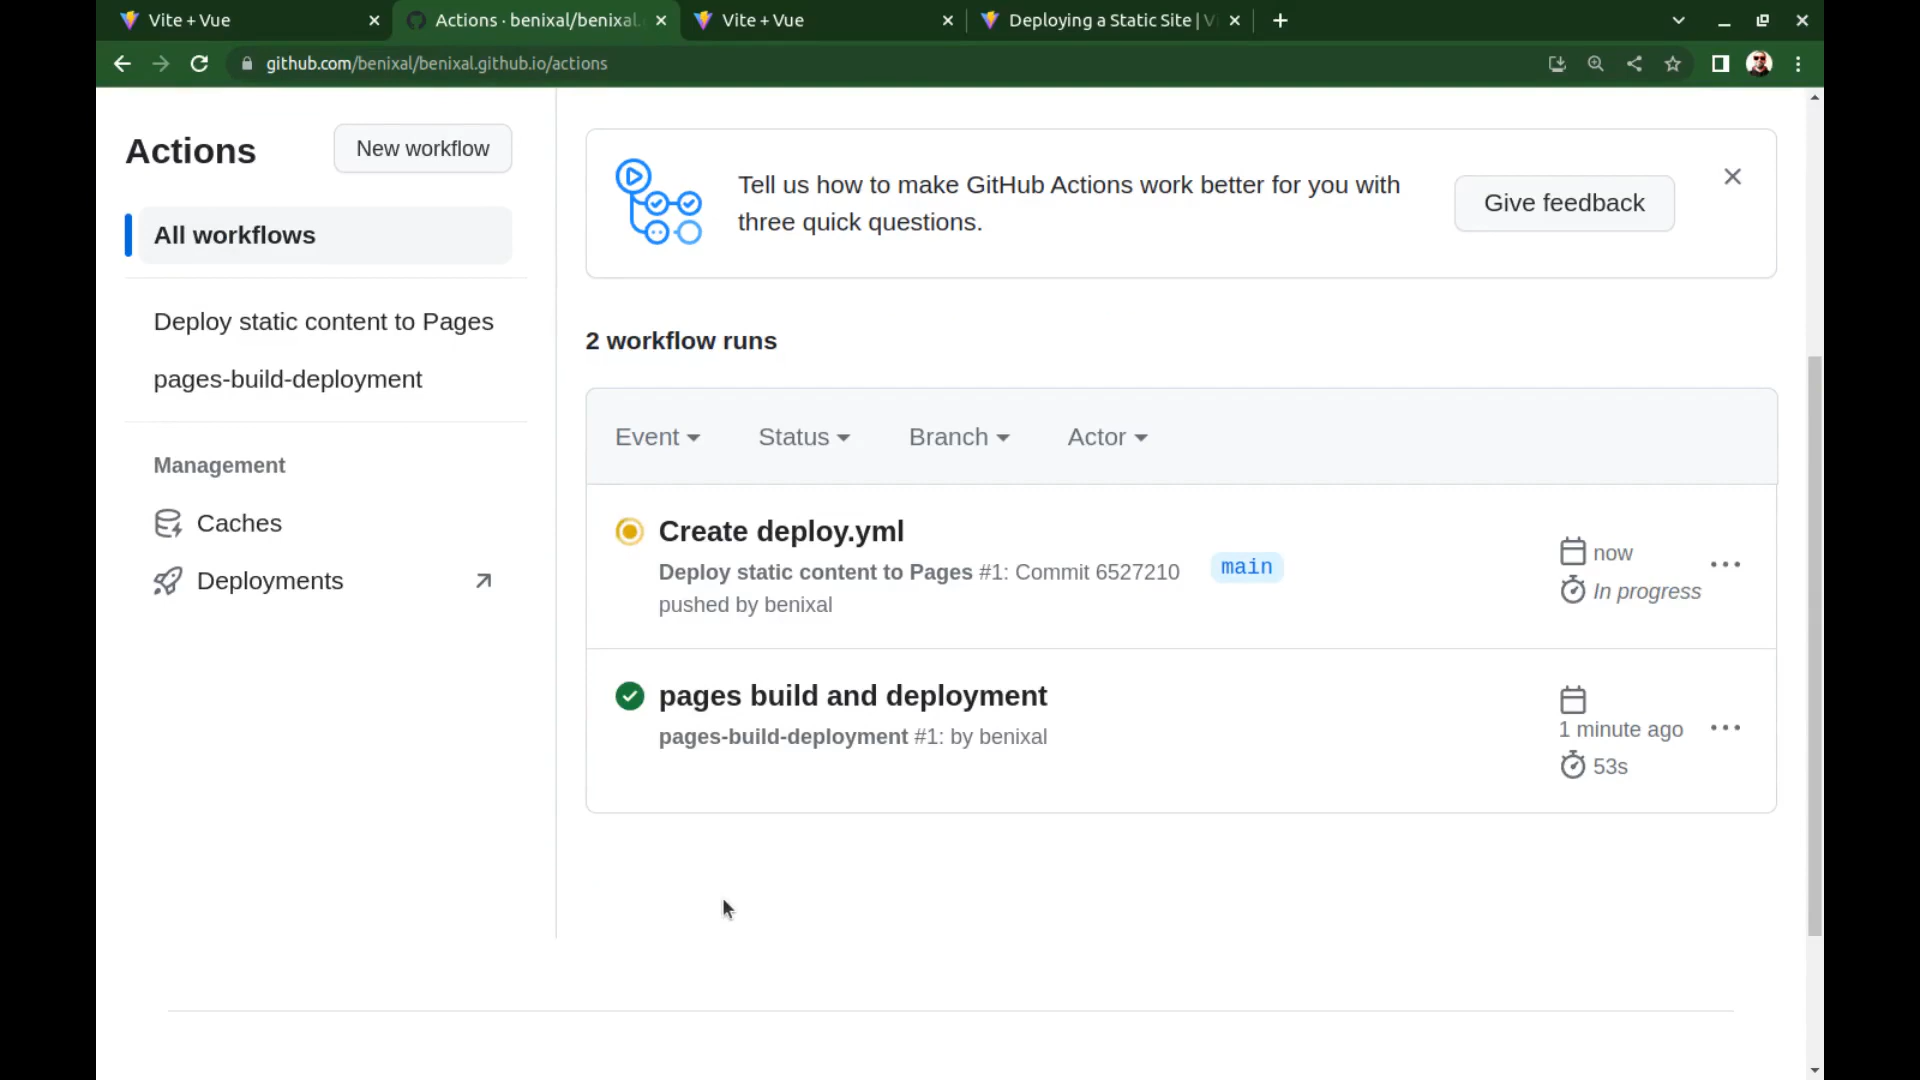 Vite + Vue
Actions · benixal/benixal.
Vite + Vue
Deploying a Static Site | V
github.com/benixal/benixal.github.io/actions
Actions
New workflow
All workflows
Deploy static content to Pages
pages-build-deployment
Management
Caches
Deployments
Tell us how to make GitHub Actions work better for you with
three quick questions.
Give feedback
2 workflow runs
Event
Status
Branch
Actor
Create deploy.yml
Deploy static content to Pages #1: Commit 6527210
pushed by benixal
main
now
In progress
pages build and deployment
pages-build-deployment #1: by benixal
1 minute ago
53s